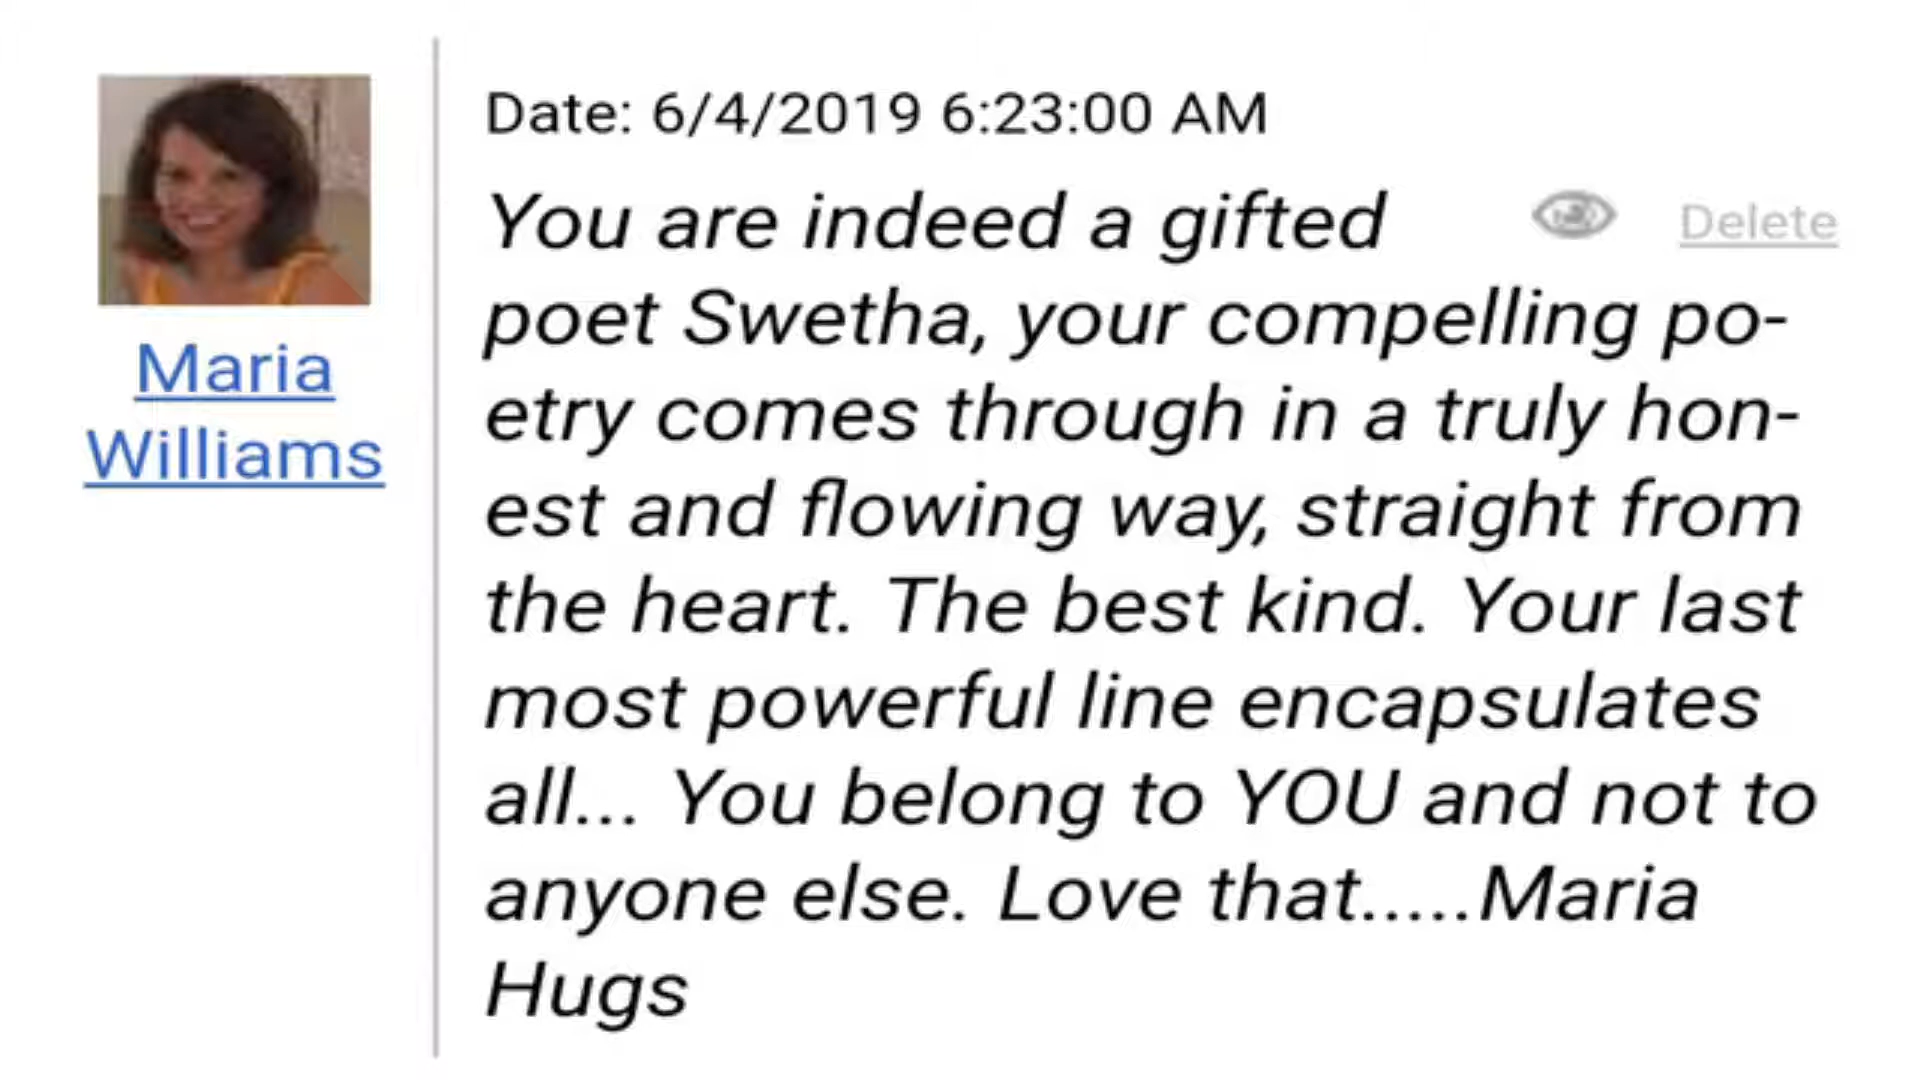 Maria
Williams
Date: 6/4/2019 6:23:00 AM
You are indeed a gifted
Delete
poet Swetha, your compelling po-
etry comes through in a truly hon-
est and flowing way, straight from
the heart. The best kind. Your last
most powerful line encapsulates
all... You belong to YOU and not to
anyone else. Love that.....Maria
Hugs